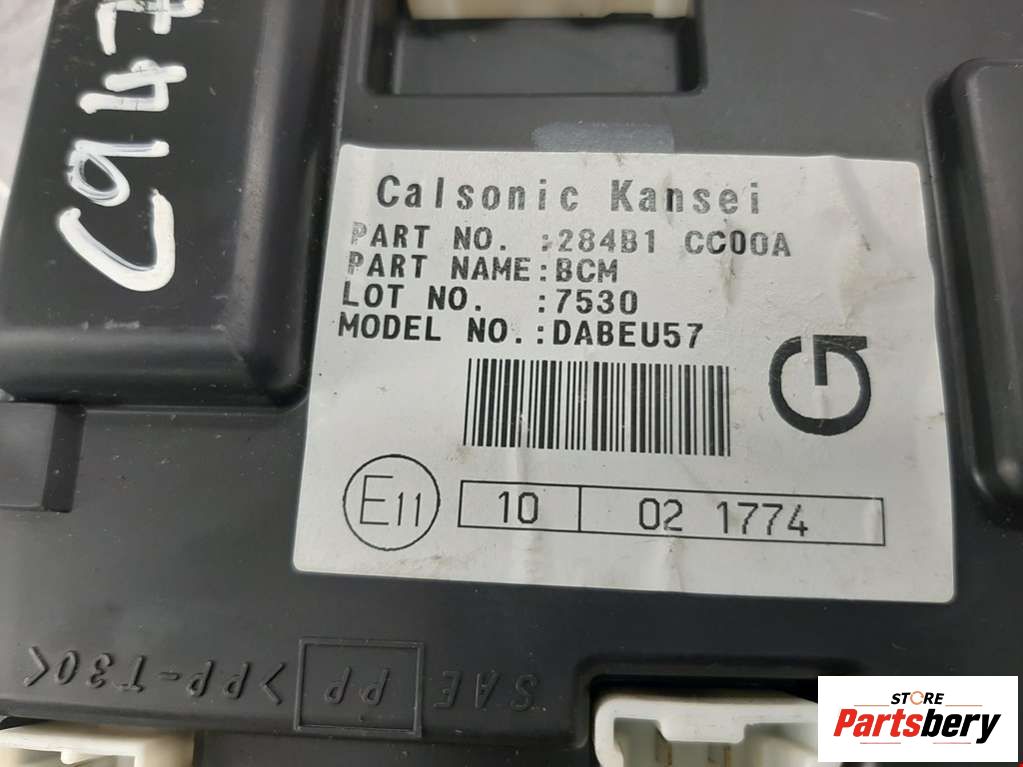 C947
Calsonic Kansei
PART NO. :284B1 CC00A
PART NAME:BCM
LOT NO. :7530
MODEL NO.:DABEU57
G
E11
10 02 1774
SAE PP >PP-T30<
STORE
Partsbery